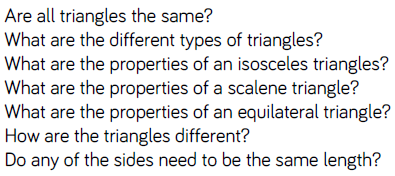 Are all triangles the same?
What are the different types of triangles?
What are the properties of an isosceles triangles?
What are the properties of a scalene triangle?
What are the properties of an equilateral triangle?
How are the triangles different?
Do any of the sides need to be the same length?